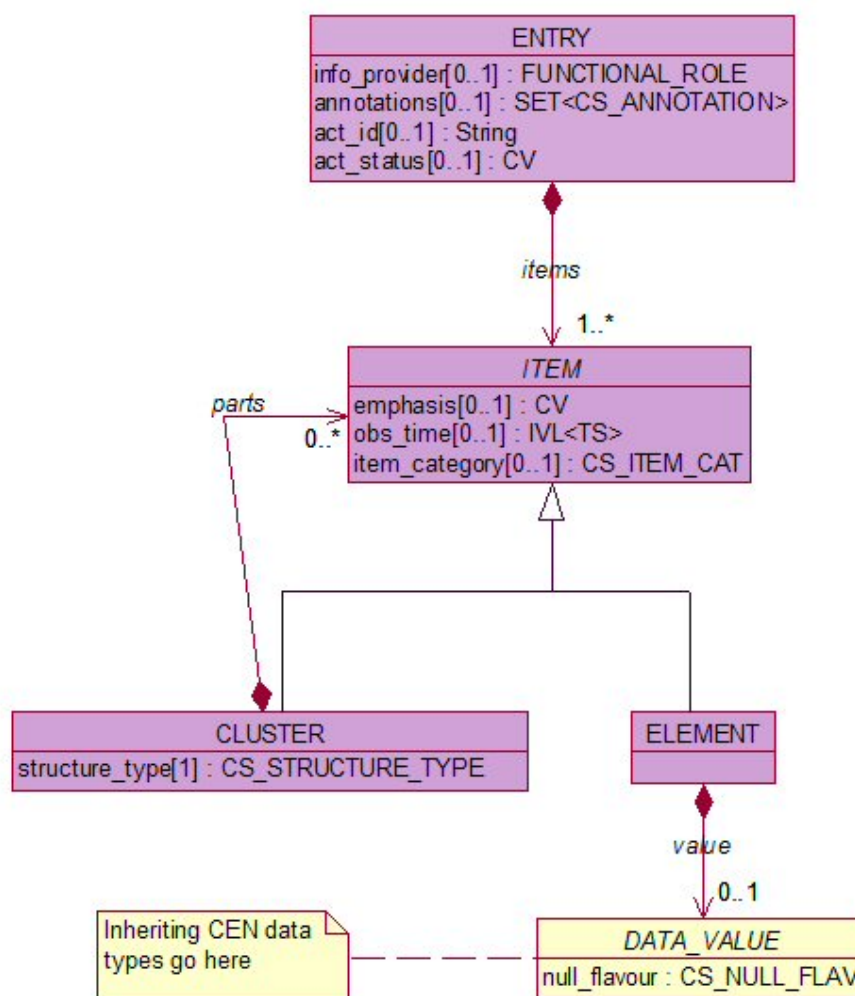 ENTRY
info_provider[0..1] : FUNCTIONAL_ROLE
annotations[0..1] : SET<CS_ANNOTATION>
act_id[0..1] : String
act_status[0..1] : CV
items
1..*
ITEM
emphasis[0..1] : CV
obs_time[0..1] : IVL<TS>
item_category[0..1] : CS_ITEM_CAT
parts
0..*
CLUSTER
structure_type[1] : CS_STRUCTURE_TYPE
ELEMENT
value
0..1
Inheriting CEN data
types go here
DATA_VALUE
null_flavour : CS_NULL_FLAV